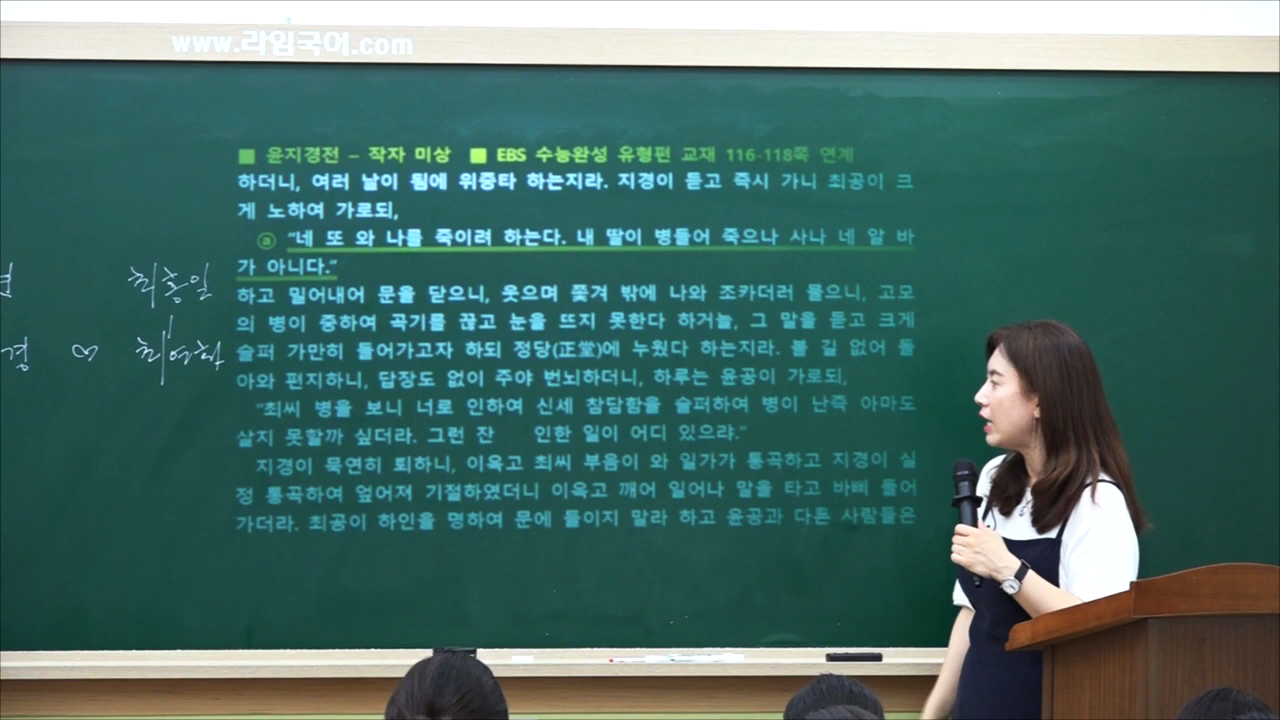 www.라임국어.com
■ 윤지경전 – 작자 미상 ■ EBS 수능완성 유형편 교재 116-118쪽 연계
하더니, 여러 날이 됨에 위중타 하는지라. 지경이 듣고 즉시 가니 최공이 크
게 노하여 가로되,
ⓐ “네 또 와 나를 죽이려 하는다. 내 딸이 병들어 죽으나 사나 네 알 바
가 아니다.”
하고 밀어내어 문을 닫으니, 웃으며 쫓겨 밖에 나와 조카더러 물으니, 고모
의 병이 중하여 곡기를 끊고 눈을 뜨지 못한다 하거늘, 그 말을 듣고 크게
슬퍼 가만히 들어가고자 하되 정당(正堂)에 누웠다 하는지라. 볼 길 없어 돌
아와 편지하니, 답장도 없이 주야 번뇌하더니, 하루는 윤공이 가로되,
“최씨 병을 보니 너로 인하여 신세 참담함을 슬퍼하여 병이 난즉 아마도
살지 못할까 싶더라. 그런 잔 인한 일이 어디 있으랴.”
지경이 묵연히 퇴하니, 이윽고 최씨 부음이 와 일가가 통곡하고 지경이 실
정 통곡하여 엎어져 기절하였더니 이윽고 깨어 일어나 말을 타고 바삐 들어
가더라. 최공이 하인을 명하여 문에 들이지 말라 하고 윤공과 다른 사람들은
최홍일
경 ♡ 최연화